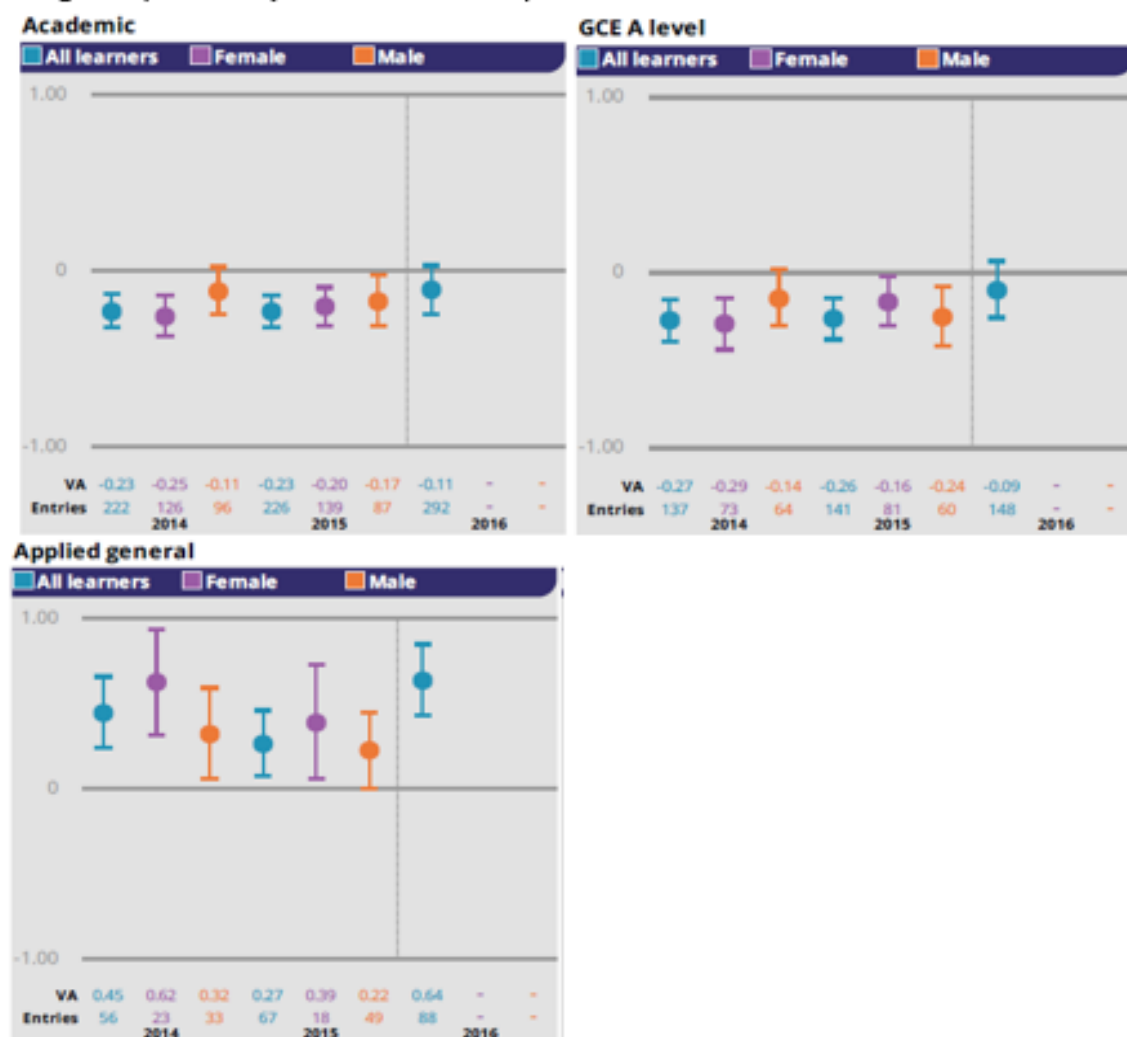 Academic
All learners Female Male
1.00
0
-1.00
VA -0.23 -0.25 -0.11 -0.23 -0.20 -0.17 -0.11 - -
Entries 222 126 96 226 139 87 292 - -
2014 2015 2016
GCE A level
All learners Female Male
1.00
0
-1.00
VA -0.27 -0.29 -0.14 -0.26 -0.16 -0.24 -0.09 - -
Entries 137 73 64 141 81 60 148 - -
2014 2015 2016
Applied general
All learners Female Male
1.00
0
-1.00
VA 0.45 0.62 0.32 0.27 0.39 0.22 0.64 - -
Entries 56 23 33 67 18 49 88 - -
2014 2015 2016